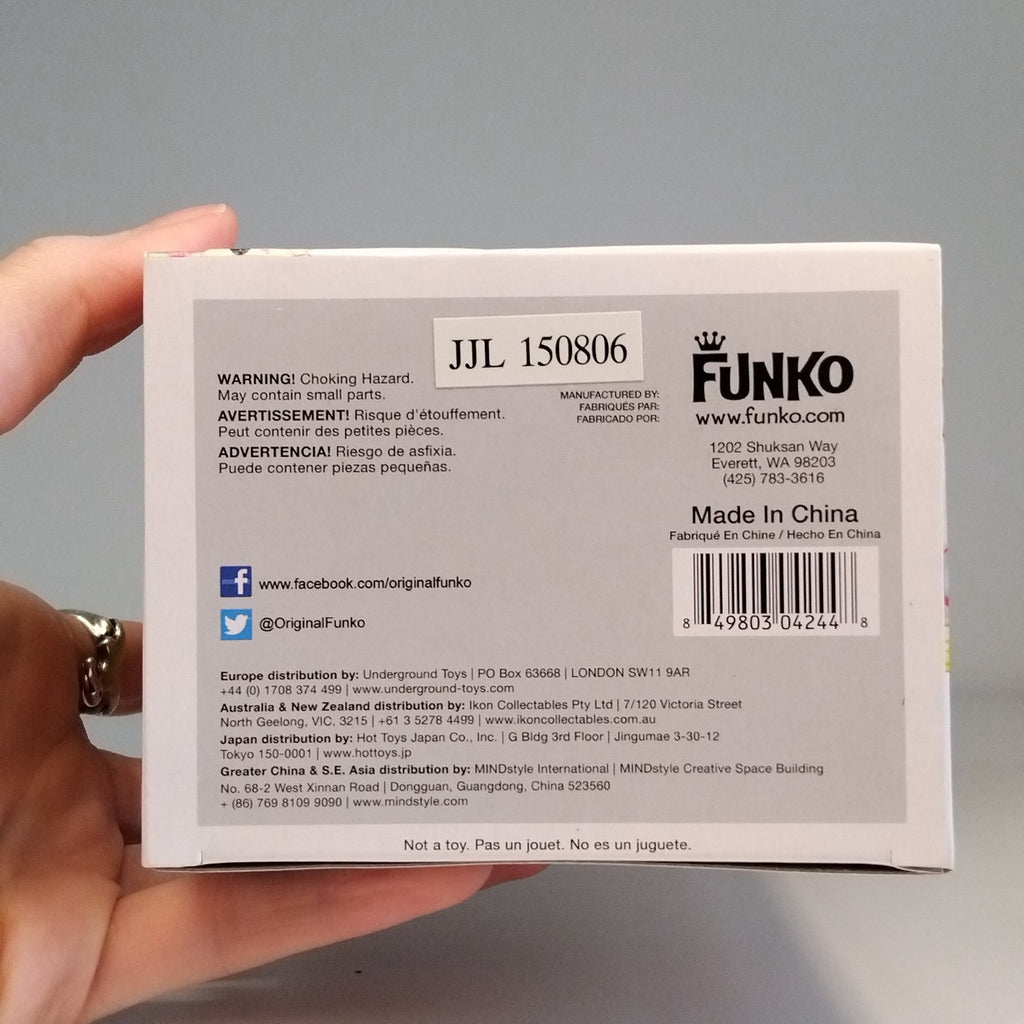 JJL 150806
WARNING! Choking Hazard.
May contain small parts.
AVERTISSEMENT! Risque d'étouffement.
Peut contenir des petites pièces.
ADVERTENCIA! Riesgo de asfixia.
Puede contener piezas pequeñas.
MANUFACTURED BY:
FABRIQUÉS PAR:
FABRICADO POR:
FUNKO
www.funko.com
1202 Shuksan Way
Everett, WA 98203
(425) 783-3616
Made In China
Fabriqué En Chine / Hecho En China
8 49803 04244 8
f www.facebook.com/originalfunko
@OriginalFunko
Europe distribution by: Underground Toys | PO Box 63668 | LONDON SW11 9AR
+44 (0) 1708 374 499 | www.underground-toys.com
Australia & New Zealand distribution by: Ikon Collectables Pty Ltd | 7/120 Victoria Street
North Geelong, VIC, 3215 | +61 3 5278 4499 | www.ikoncollectables.com.au
Japan distribution by: Hot Toys Japan Co., Inc. | G Bldg 3rd Floor | Jingumae 3-30-12
Tokyo 150-0001 | www.hottoys.jp
Greater China & S.E. Asia distribution by: MINDstyle International | MINDstyle Creative Space Building
No. 68-2 West Xinnan Road | Dongguan, Guangdong, China 523560
+ (86) 769 8109 9090 | www.mindstyle.com
Not a toy. Pas un jouet. No es un juguete.